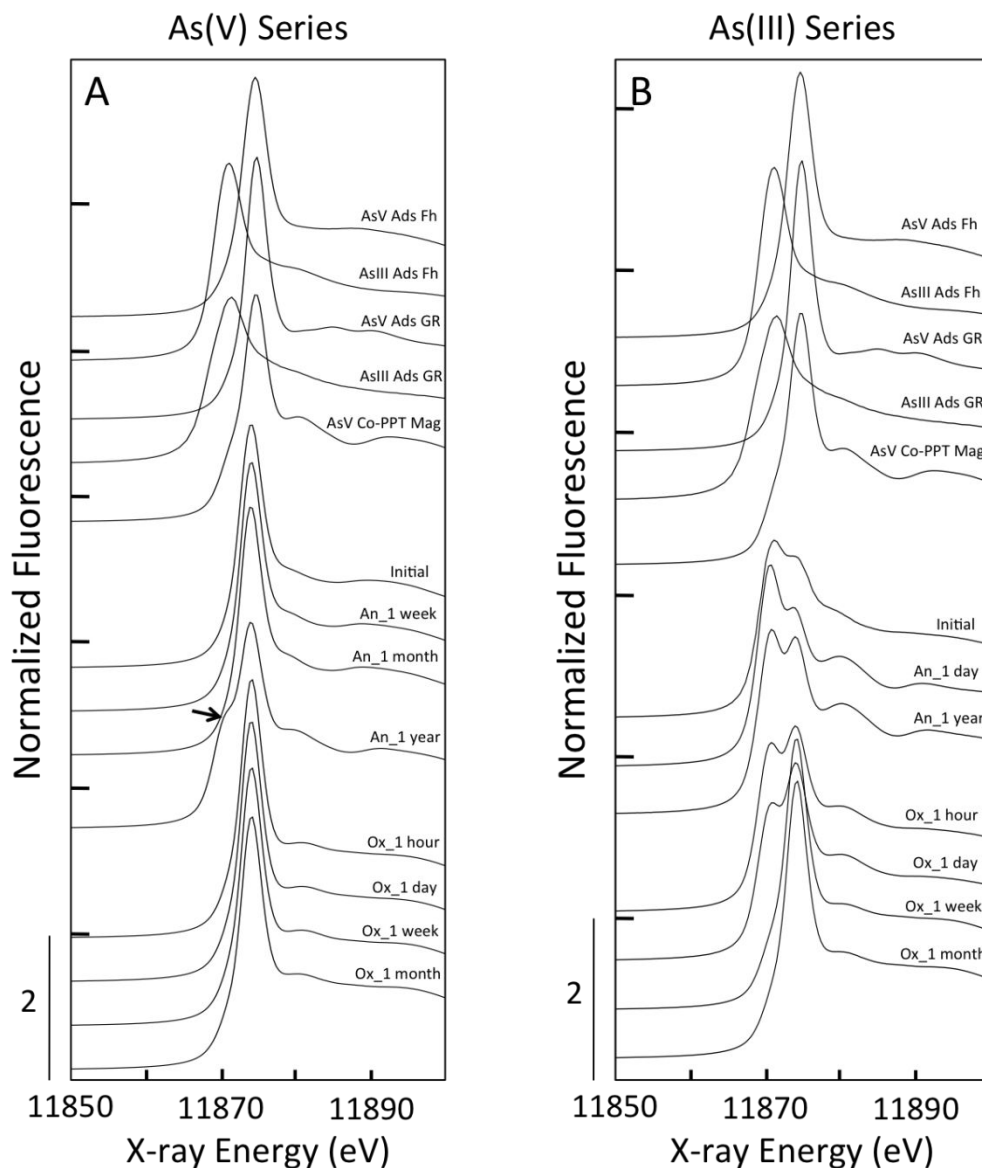 As(V) Series
A
AsV Ads Fh
AsIII Ads Fh
AsV Ads GR
AsIII Ads GR
AsV Co-PPT Mag
Initial
An_1 week
An_1 month
An_1 year
Ox_1 hour
Ox_1 day
Ox_1 week
Ox_1 month
Normalized Fluorescence
2
11850
11870
11890
X-ray Energy (eV)
As(III) Series
B
AsV Ads Fh
AsIII Ads Fh
AsV Ads GR
AsIII Ads GR
AsV Co-PPT Mag
Initial
An_1 day
An_1 year
Ox_1 hour
Ox_1 day
Ox_1 week
Ox_1 month
Normalized Fluorescence
2
11850
11870
11890
X-ray Energy (eV)